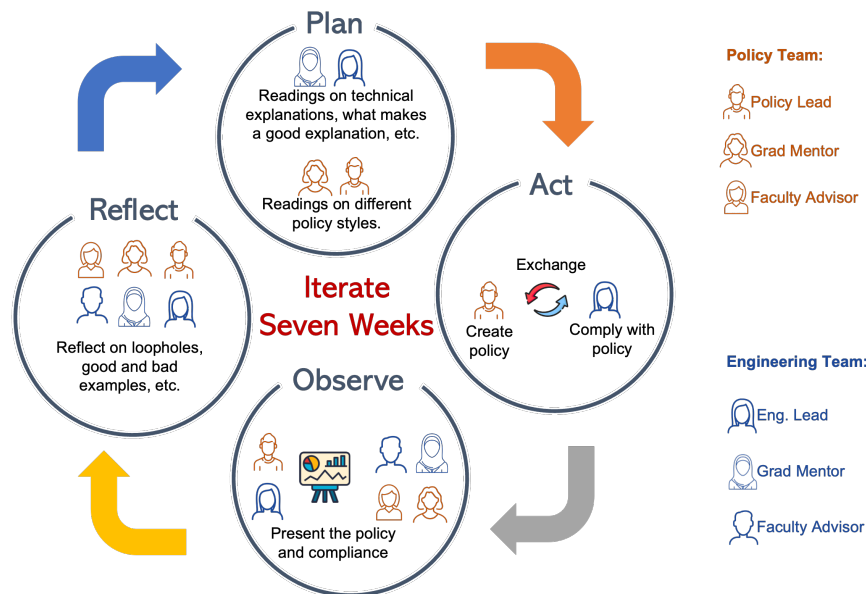 Plan
Readings on technical
explanations, what makes
a good explanation, etc.
Readings on different
policy styles.
Act
Exchange
Create
policy
Comply with
policy
Reflect
Reflect on loopholes,
good and bad
examples, etc.
Iterate
Seven Weeks
Observe
Present the policy
and compliance
Policy Team:
Policy Lead
Grad Mentor
Faculty Advisor
Engineering Team:
Eng. Lead
Grad Mentor
Faculty Advisor